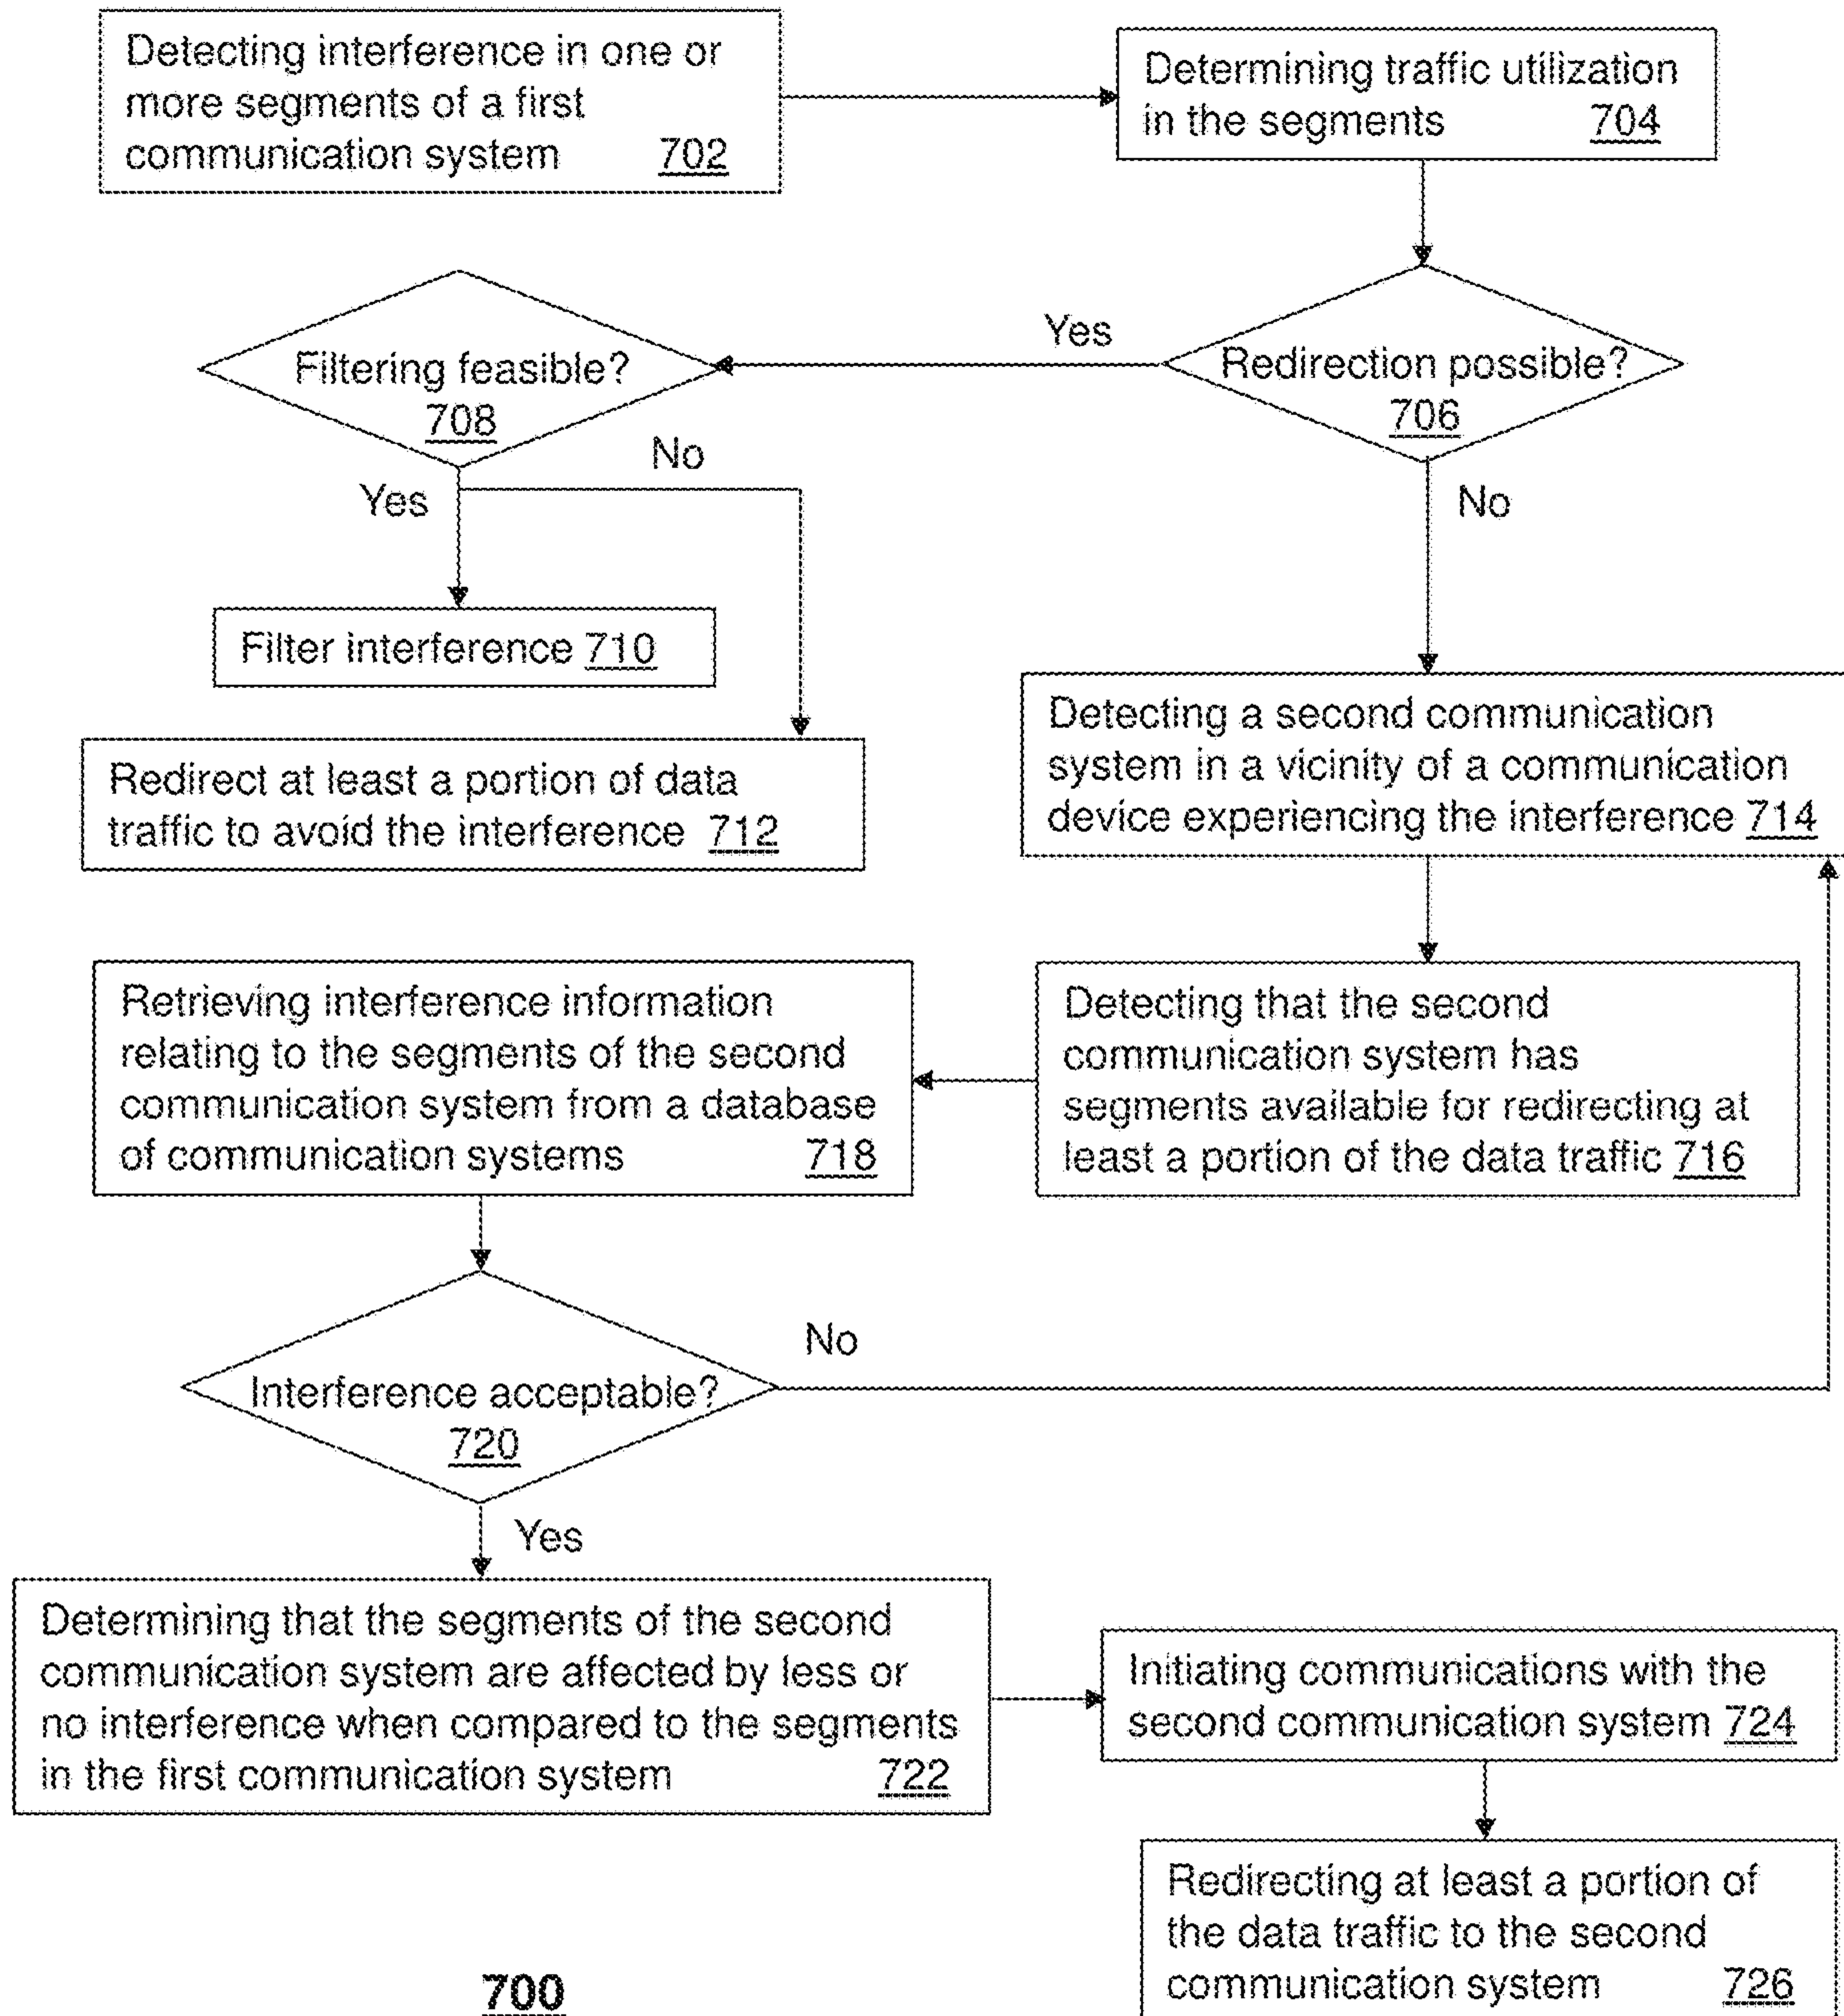 Detecting interference in one or
more segments of a first
communication system 702
Determining traffic utilization
in the segments 704
Redirection possible?
706
Yes
No
Filtering feasible?
708
Yes
No
Filter interference 710
Redirect at least a portion of data
traffic to avoid the interference 712
Detecting a second communication
system in a vicinity of a communication
device experiencing the interference 714
Detecting that the second
communication system has
segments available for redirecting at
least a portion of the data traffic 716
Retrieving interference information
relating to the segments of the second
communication system from a database
of communication systems 718
Interference acceptable?
720
No
Yes
Determining that the segments of the second
communication system are affected by less or
no interference when compared to the segments
in the first communication system 722
Initiating communications with the
second communication system 724
Redirecting at least a portion of
the data traffic to the second
communication system 726
700